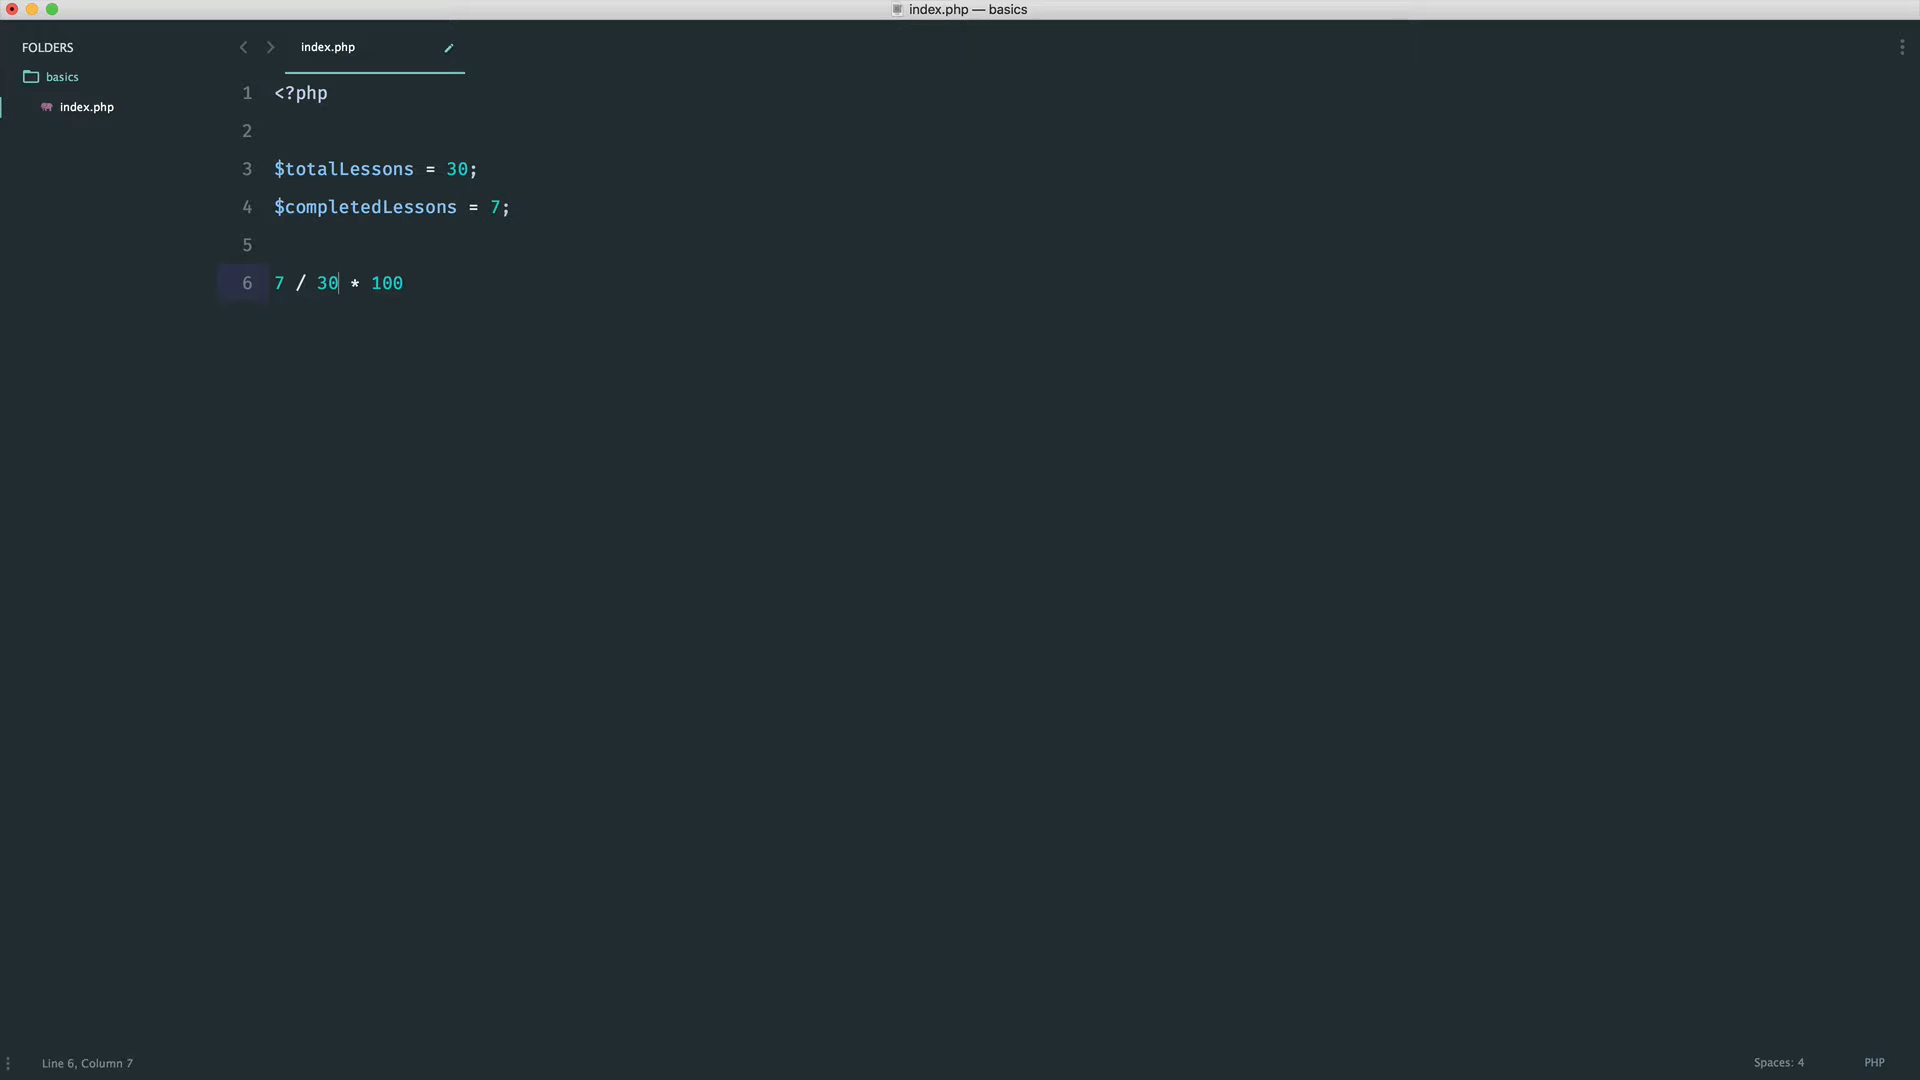 index.php — basics
FOLDERS
basics
index.php
index.php
1 <?php
2
3 $totalLessons = 30;
4 $completedLessons = 7;
5
6 7 / 30 * 100
Line 6, Column 7
Spaces: 4
PHP